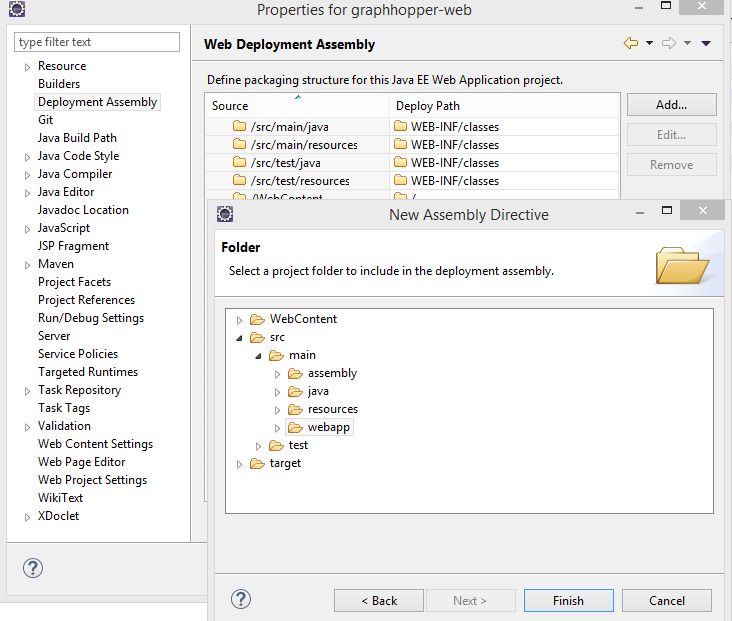 Properties for graphhopper-web
type filter text
Resource
Builders
Deployment Assembly
Git
Java Build Path
Java Code Style
Java Compiler
Java Editor
Javadoc Location
JavaScript
JSP Fragment
Maven
Project Facets
Project References
Run/Debug Settings
Server
Service Policies
Targeted Runtimes
Task Repository
Task Tags
Validation
Web Content Settings
Web Page Editor
Web Project Settings
WikiText
XDoclet
Web Deployment Assembly
Define packaging structure for this Java EE Web Application project.
Source Deploy Path
/src/main/java WEB-INF/classes
/src/main/resources WEB-INF/classes
/src/test/java WEB-INF/classes
/src/test/resources WEB-INF/classes
/WebContent /
Add...
Edit...
Remove
New Assembly Directive
Folder
Select a project folder to include in the deployment assembly.
WebContent
src
main
assembly
java
resources
webapp
test
target
< Back Next > Finish Cancel